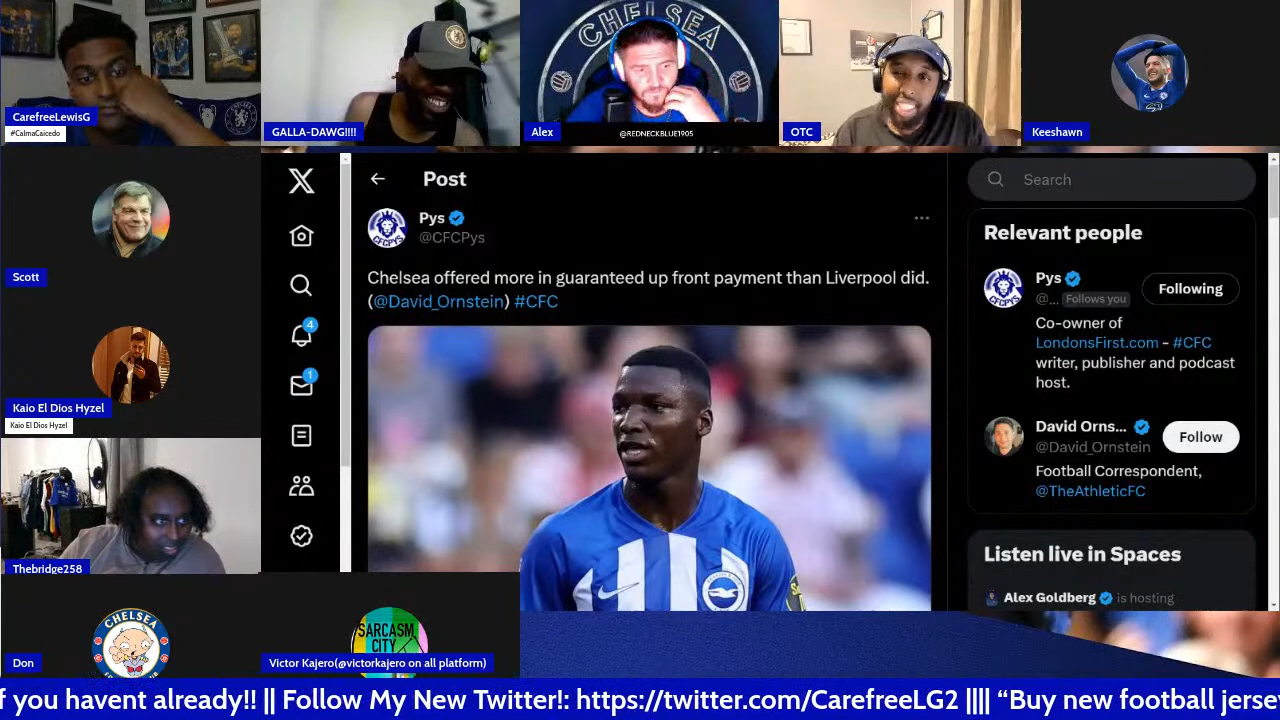 CHELSEA
CarefreeLewisG
#CalmaCaicedo
GALLA-DAWG!!!!
Alex
@REDNECKBLUE1905
OTC
Keeshawn
Scott
Kaio El Dios Hyzel
Kaio El Dios Hyzel
Thebridge258
CHELSEA
Don
SARCASM
CITY
Victor Kajero(@victorkajero on all platform)
4
1
Post
Pys
@CFCPys
Chelsea offered more in guaranteed up front payment than Liverpool did.
(@David_Ornstein) #CFC
Search
Relevant people
Pys
@... Follows you
Following
Co-owner of
LondonsFirst.com - #CFC
writer, publisher and podcast
host.
David Orns...
@David_Ornstein
Follow
Football Correspondent,
@TheAthleticFC
Listen live in Spaces
Alex Goldberg is hosting
f you havent already!! || Follow My New Twitter!: https://twitter.com/CarefreeLG2 |||| “Buy new football jerse